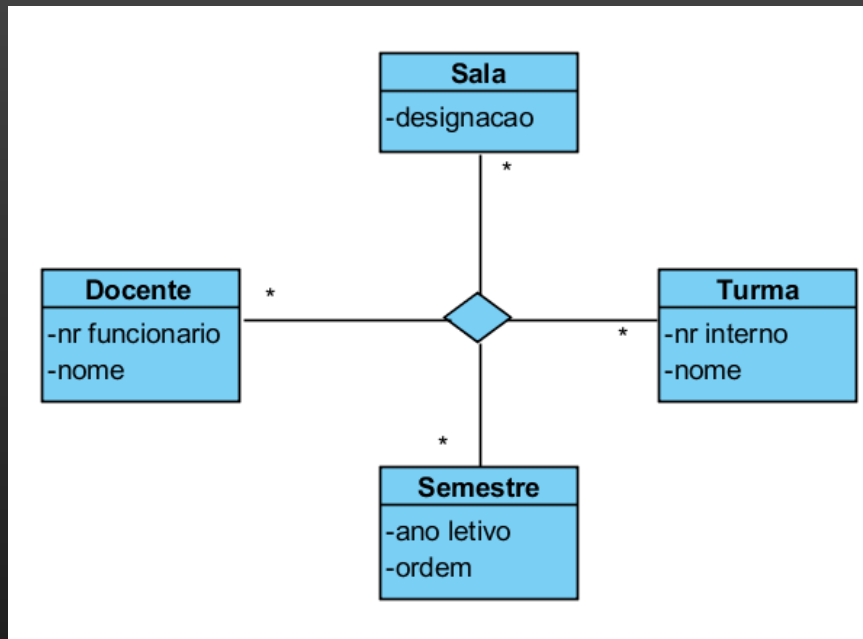 Sala
-designacao
*
Docente
-nr funcionario
-nome
*
Turma
-nr interno
-nome
*
*
Semestre
-ano letivo
-ordem